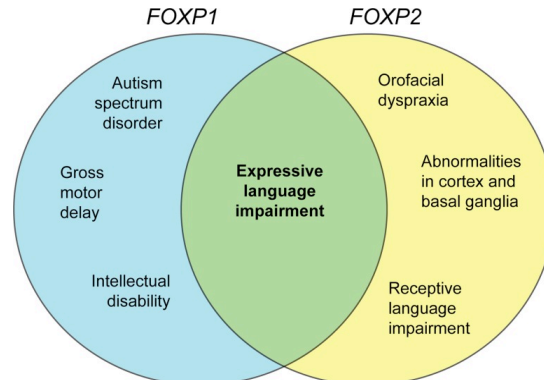 FOXP1
FOXP2
Autism
spectrum
disorder
Gross
motor
delay
Intellectual
disability
Expressive
language
impairment
Orofacial
dyspraxia
Abnormalities
in cortex and
basal ganglia
Receptive
language
impairment